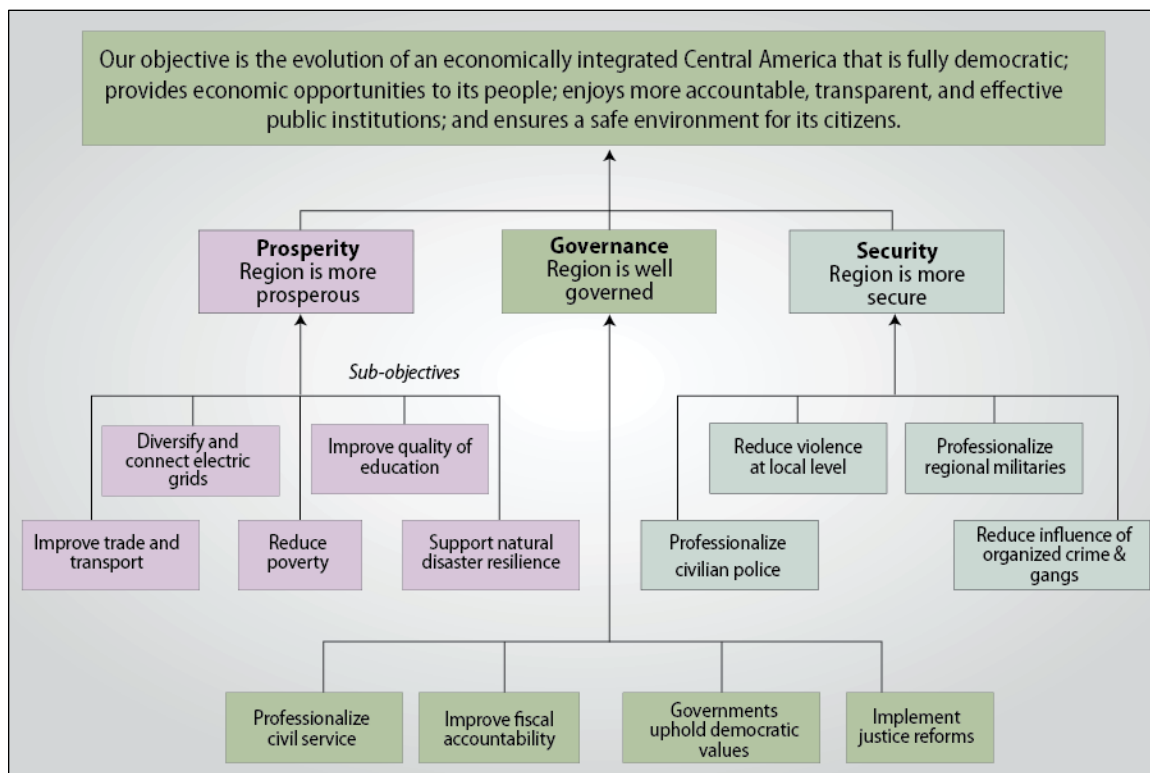 Our objective is the evolution of an economically integrated Central America that is fully democratic;
provides economic opportunities to its people; enjoys more accountable, transparent, and effective
public institutions; and ensures a safe environment for its citizens.
Prosperity
Region is more
prosperous
Governance
Region is well
governed
Security
Region is more
secure
Sub-objectives
Diversify and
connect electric
grids
Improve quality of
education
Reduce violence
at local level
Professionalize
regional militaries
Improve trade and
transport
Reduce
poverty
Support natural
disaster resilience
Professionalize
civilian police
Reduce influence of
organized crime &
gangs
Professionalize
civil service
Improve fiscal
accountability
Governments
uphold democratic
values
Implement
justice reforms